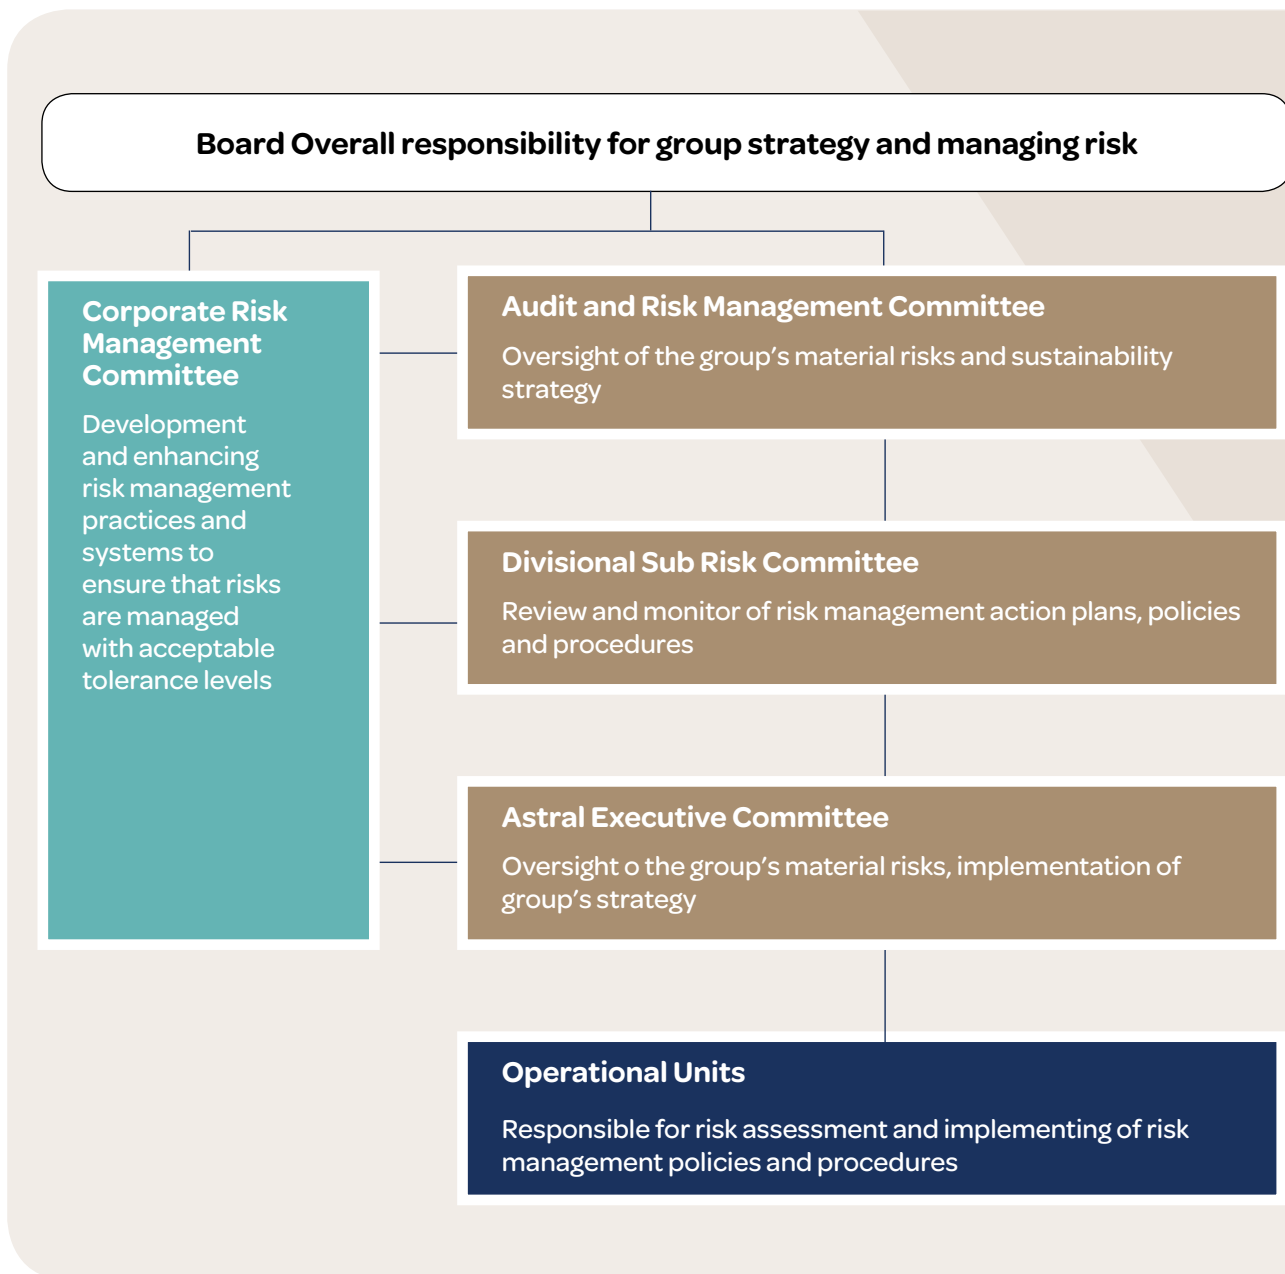 Board Overall responsibility for group strategy and managing risk
Corporate Risk
Management
Committee
Development
and enhancing
risk management
practices and
systems to
ensure that risks
are managed
with acceptable
tolerance levels
Audit and Risk Management Committee
Oversight of the group’s material risks and sustainability
strategy
Divisional Sub Risk Committee
Review and monitor of risk management action plans, policies
and procedures
Astral Executive Committee
Oversight o the group’s material risks, implementation of
group’s strategy
Operational Units
Responsible for risk assessment and implementing of risk
management policies and procedures